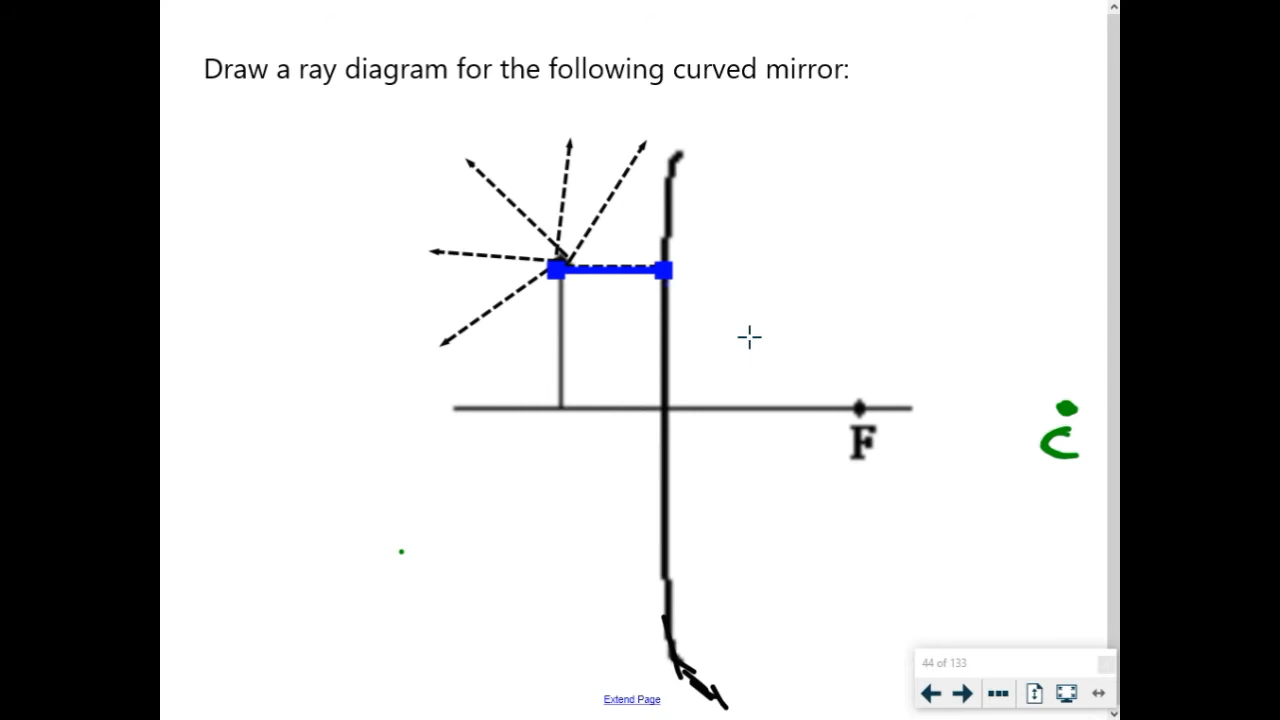 Draw a ray diagram for the following curved mirror:
F
C
44 of 133
Extend Page